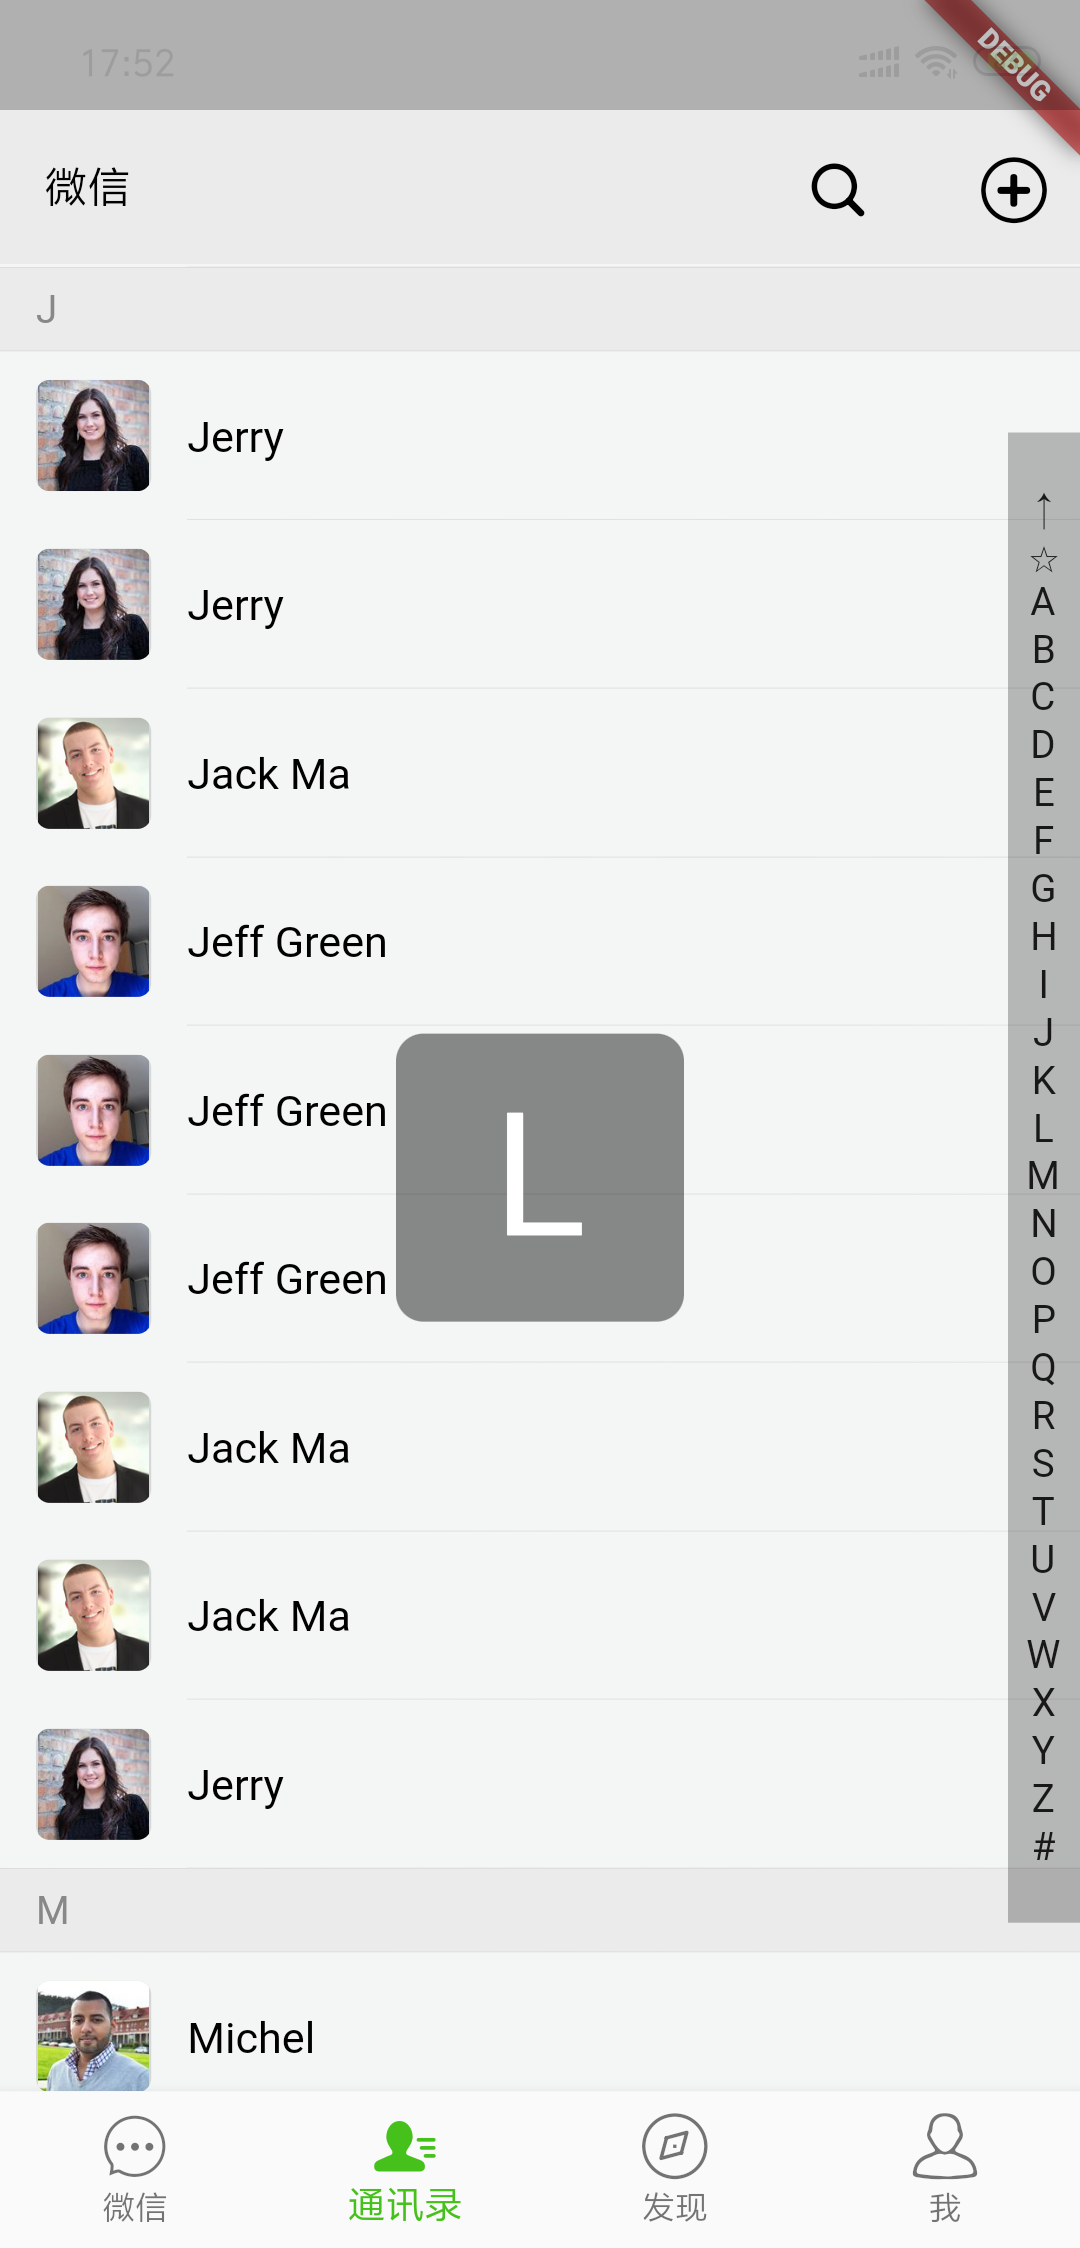 17:52
DEBUG
微信
J
Jerry
Jerry
Jack Ma
Jeff Green
Jeff Green
Jeff Green
Jack Ma
Jack Ma
Jerry
M
Michel
L
↑
☆
A
B
C
D
E
F
G
H
I
J
K
L
M
N
O
P
Q
R
S
T
U
V
W
X
Y
Z
#
微信
通讯录
发现
我